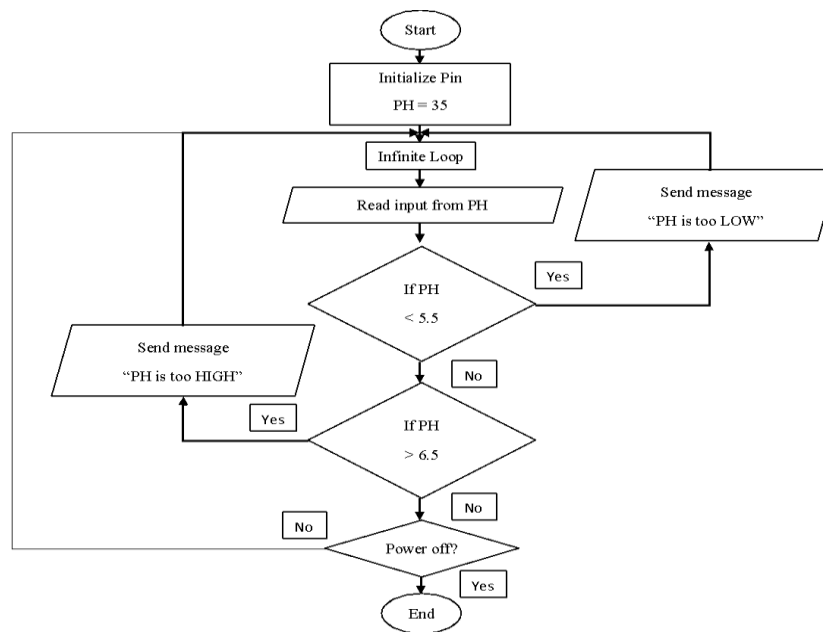 Start
Initialize Pin
PH = 35
Infinite Loop
Read input from PH
Send message
“PH is too LOW”
If PH
< 5.5
Yes
No
Send message
“PH is too HIGH”
Yes
If PH
> 6.5
No
No
Power off?
Yes
End